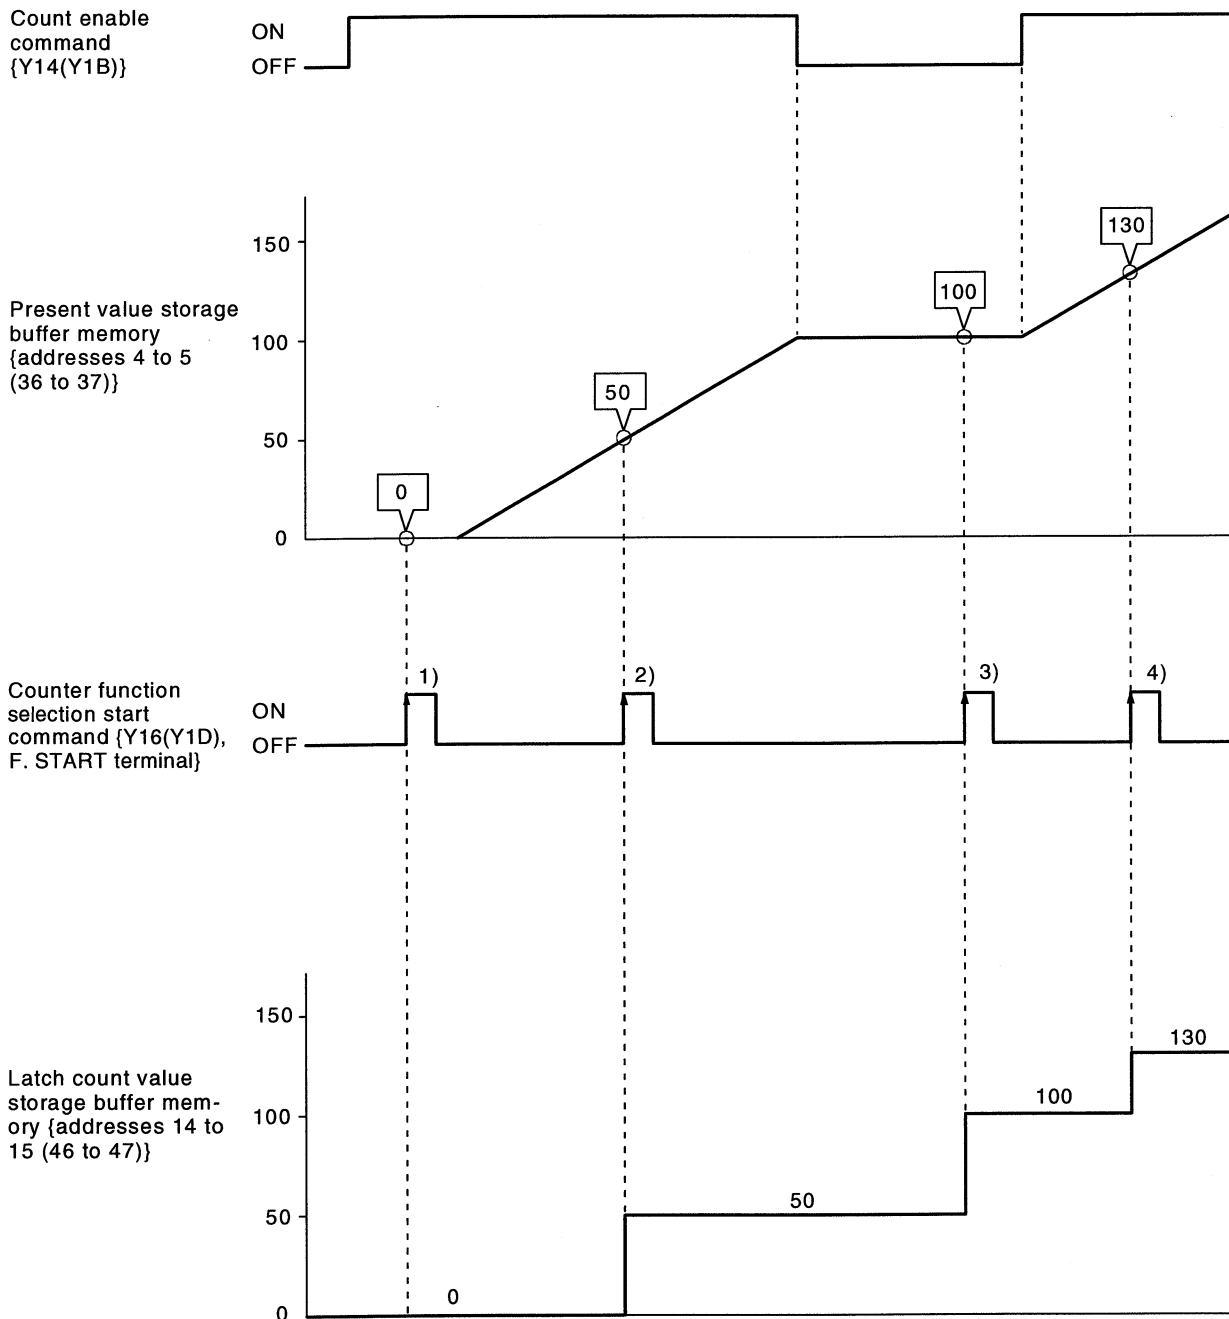 Count enable
command
{Y14(Y1B)}
ON
OFF
150
100
50
0
Present value storage
buffer memory
{addresses 4 to 5
(36 to 37)}
0
50
100
130
Counter function
selection start
command {Y16(Y1D),
F. START terminal}
ON
OFF
1)
2)
3)
4)
Latch count value
storage buffer mem-
ory {addresses 14 to
15 (46 to 47)}
150
100
50
0
0
50
100
130